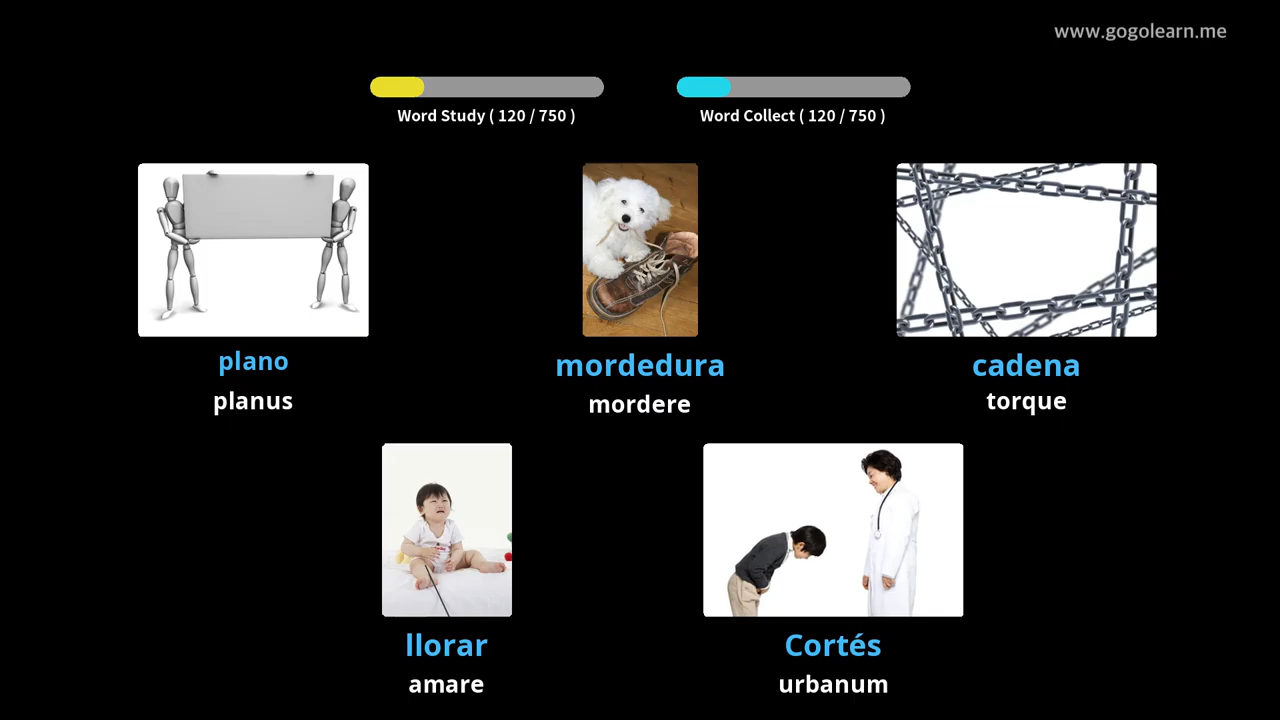 www.gogolearn.me
Word Study ( 120 / 750 )
Word Collect ( 120 / 750 )
plano
planus
mordedura
mordere
cadena
torque
llorar
amare
Cortés
urbanum